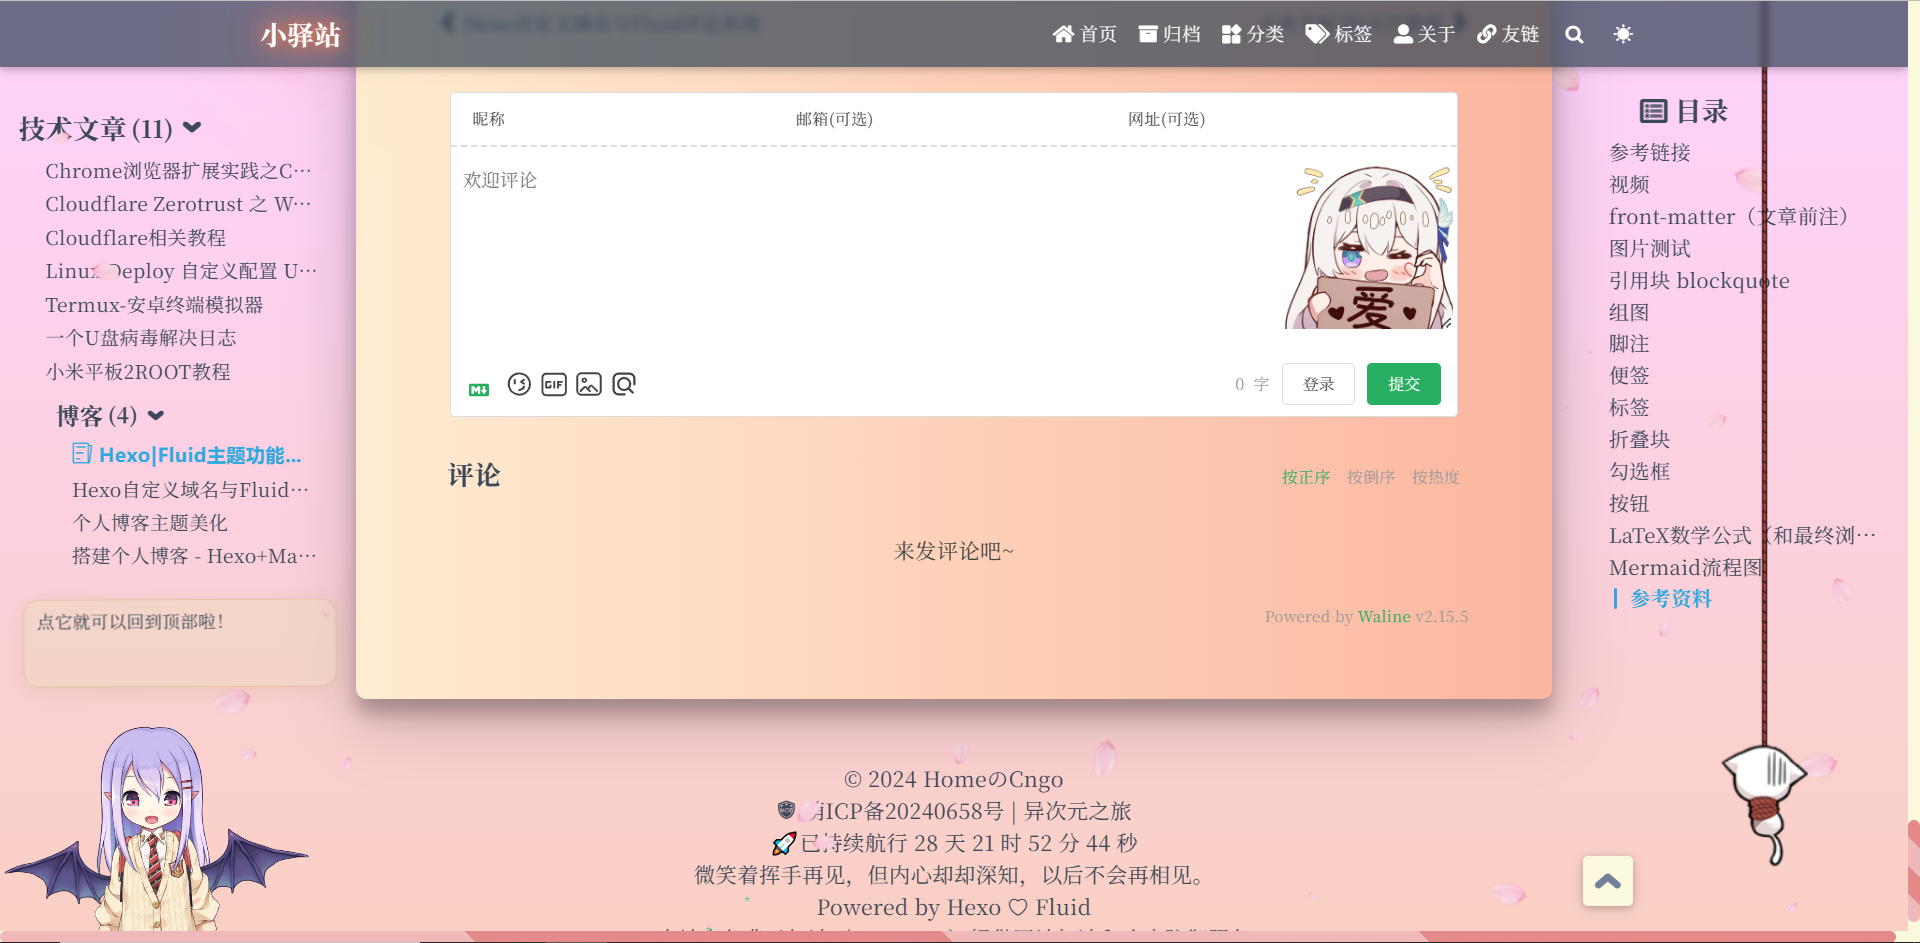 小驿站
首页
归档
分类
标签
关于
友链
技术文章 (11)
Chrome浏览器扩展实践之C…
Cloudflare Zerotrust 之 W…
Cloudflare相关教程
Linux Deploy 自定义配置 U…
Termux-安卓终端模拟器
一个U盘病毒解决日志
小米平板2ROOT教程
博客 (4)
Hexo|Fluid主题功能...
Hexo自定义域名与Fluid…
个人博客主题美化
搭建个人博客 - Hexo+Ma…
点它就可以回到顶部啦！
昵称
邮箱(可选)
网址(可选)
欢迎评论
爱
M
GIF
0 字
登录
提交
评论
按正序
按倒序
按热度
来发评论吧~
Powered by Waline v2.15.5
目录
参考链接
视频
front-matter（文章前注）
图片测试
引用块 blockquote
组图
脚注
便签
标签
折叠块
勾选框
按钮
LaTeX数学公式（和最终浏…
Mermaid流程图
参考资料
© 2024 HomeのCngo
ICP备20240658号 | 异次元之旅
已持续航行 28 天 21 时 52 分 44 秒
微笑着挥手再见，但内心却却深知，以后不会再相见。
Powered by Hexo ♡ Fluid